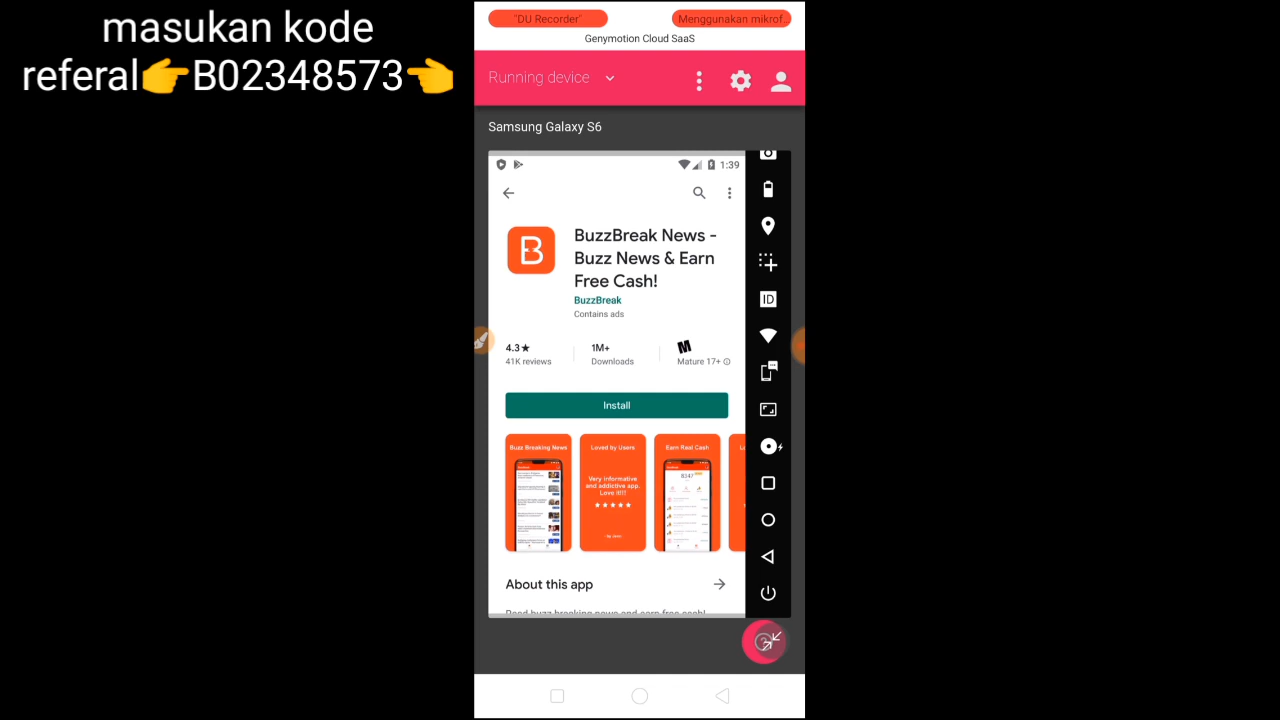 masukan kode
referal👉B02348573👈
"DU Recorder"
Menggunakan mikrof..
Genymotion Cloud SaaS
Running device
Samsung Galaxy S6
1:39
B
BuzzBreak News -
Buzz News & Earn
Free Cash!
BuzzBreak
Contains ads
4.3★
1M+
41K reviews
Downloads
Mature 17+
ID
Install
Buzz Breaking News
Loved by Users
Earn Real Cash
Very informative
and addictive app.
Love it!!!
About this app
Read buzz breaking news and earn free cash!